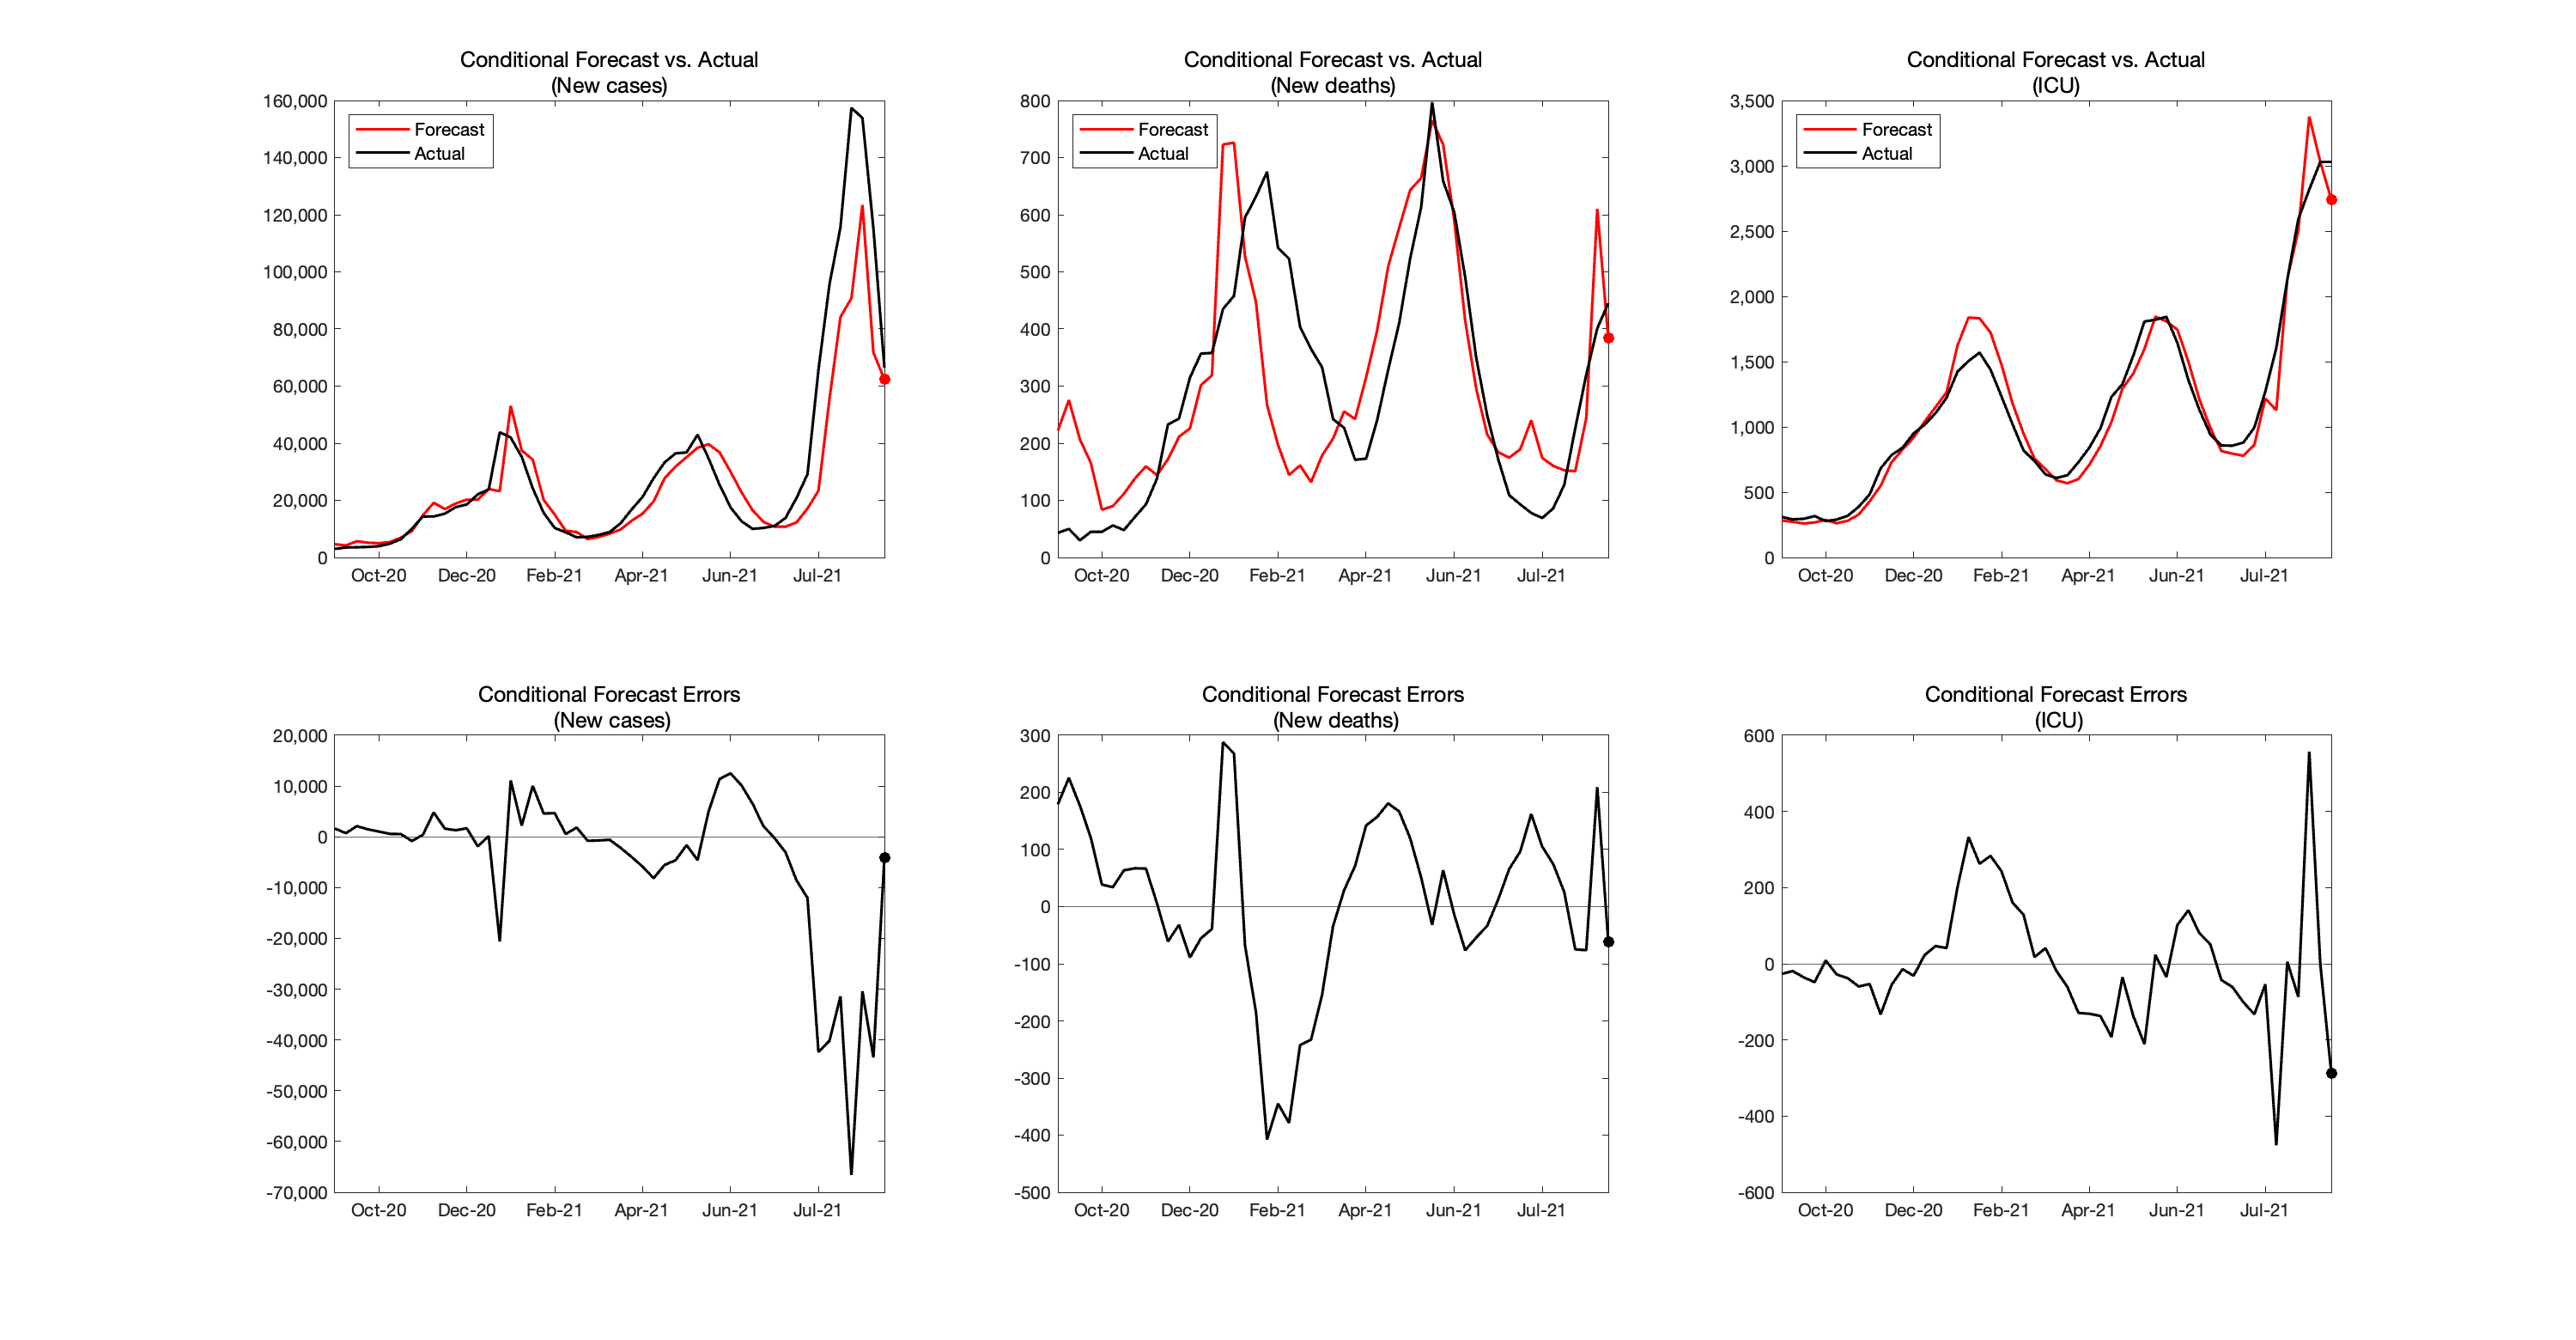 Conditional Forecast vs. Actual
(New cases)
160,000
140,000
120,000
100,000
80,000
60,000
40,000
20,000
0
Forecast
Actual
Oct-20 Dec-20 Feb-21 Apr-21 Jun-21 Jul-21
Conditional Forecast vs. Actual
(New deaths)
800
700
600
500
400
300
200
100
0
Forecast
Actual
Oct-20 Dec-20 Feb-21 Apr-21 Jun-21 Jul-21
Conditional Forecast vs. Actual
(ICU)
3,500
3,000
2,500
2,000
1,500
1,000
500
0
Forecast
Actual
Oct-20 Dec-20 Feb-21 Apr-21 Jun-21 Jul-21
Conditional Forecast Errors
(New cases)
20,000
10,000
0
-10,000
-20,000
-30,000
-40,000
-50,000
-60,000
-70,000
Oct-20 Dec-20 Feb-21 Apr-21 Jun-21 Jul-21
Conditional Forecast Errors
(New deaths)
300
200
100
0
-100
-200
-300
-400
-500
Oct-20 Dec-20 Feb-21 Apr-21 Jun-21 Jul-21
Conditional Forecast Errors
(ICU)
600
400
200
0
-200
-400
-600
Oct-20 Dec-20 Feb-21 Apr-21 Jun-21 Jul-21